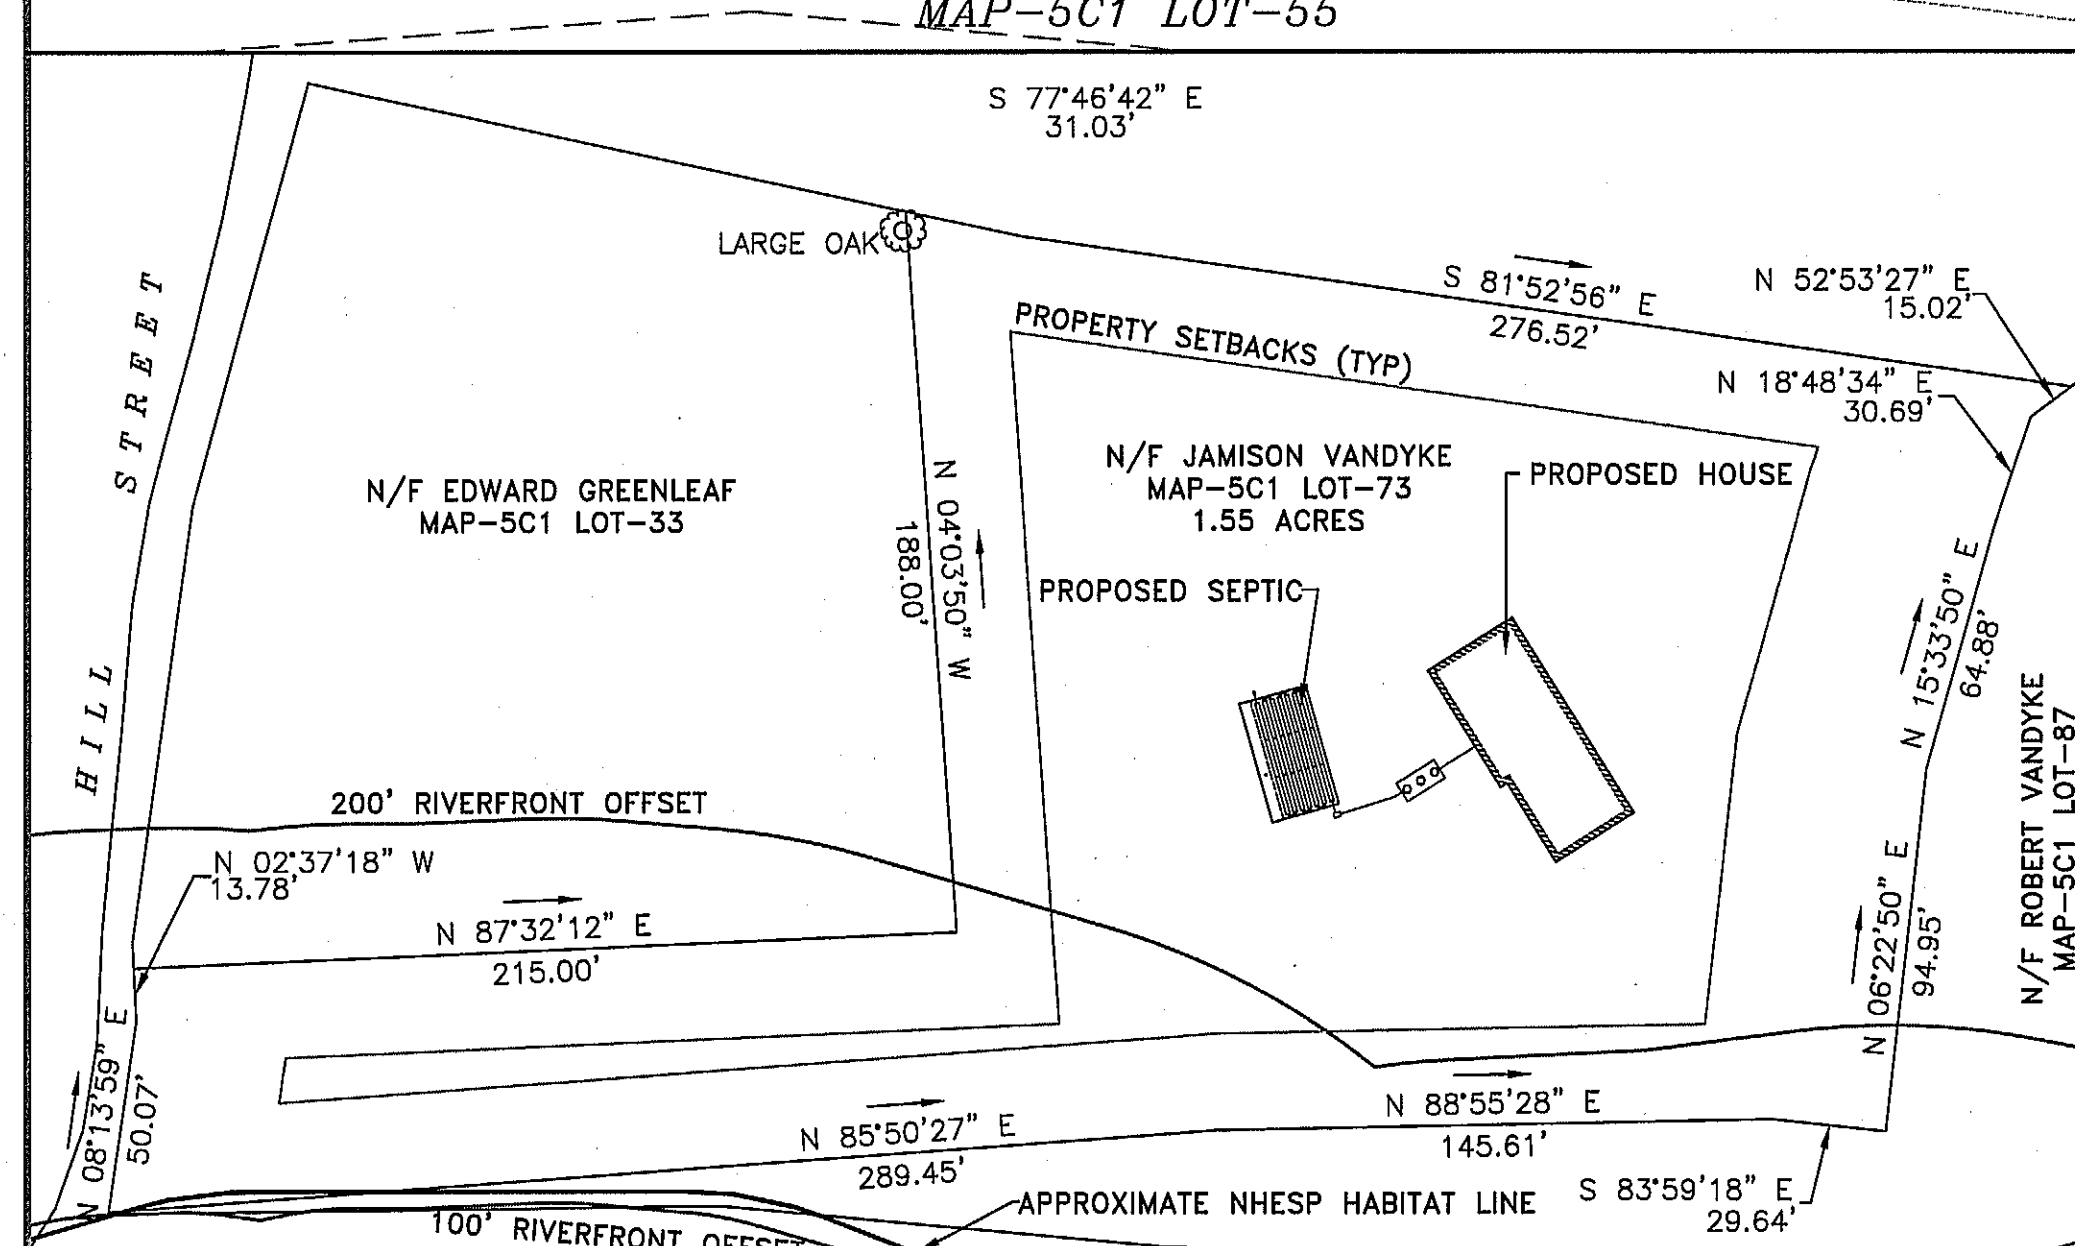 MAP-5C1 LOT-55
S 77°46'42" E
31.03'
LARGE OAK
S 81°52'56" E
276.52'
N 52°53'27" E
15.02'
PROPERTY SETBACKS (TYP)
N 18°48'34" E
30.69'
HILL STREET
N/F EDWARD GREENLEAF
MAP-5C1 LOT-33
N 04°03'50" W
188.00'
N/F JAMISON VANDYKE
MAP-5C1 LOT-73
1.55 ACRES
PROPOSED HOUSE
PROPOSED SEPTIC
N 15°33'50" E
64.88'
N/F ROBERT VANDYKE
MAP-5C1 LOT-87
200' RIVERFRONT OFFSET
N 02°37'18" W
13.78'
N 87°32'12" E
215.00'
N 06°22'50" E
94.95'
N 08°13'59" E
50.07'
N 85°50'27" E
289.45'
N 88°55'28" E
145.61'
S 83°59'18" E
29.64'
APPROXIMATE NHESP HABITAT LINE
100' RIVERFRONT OFFSET